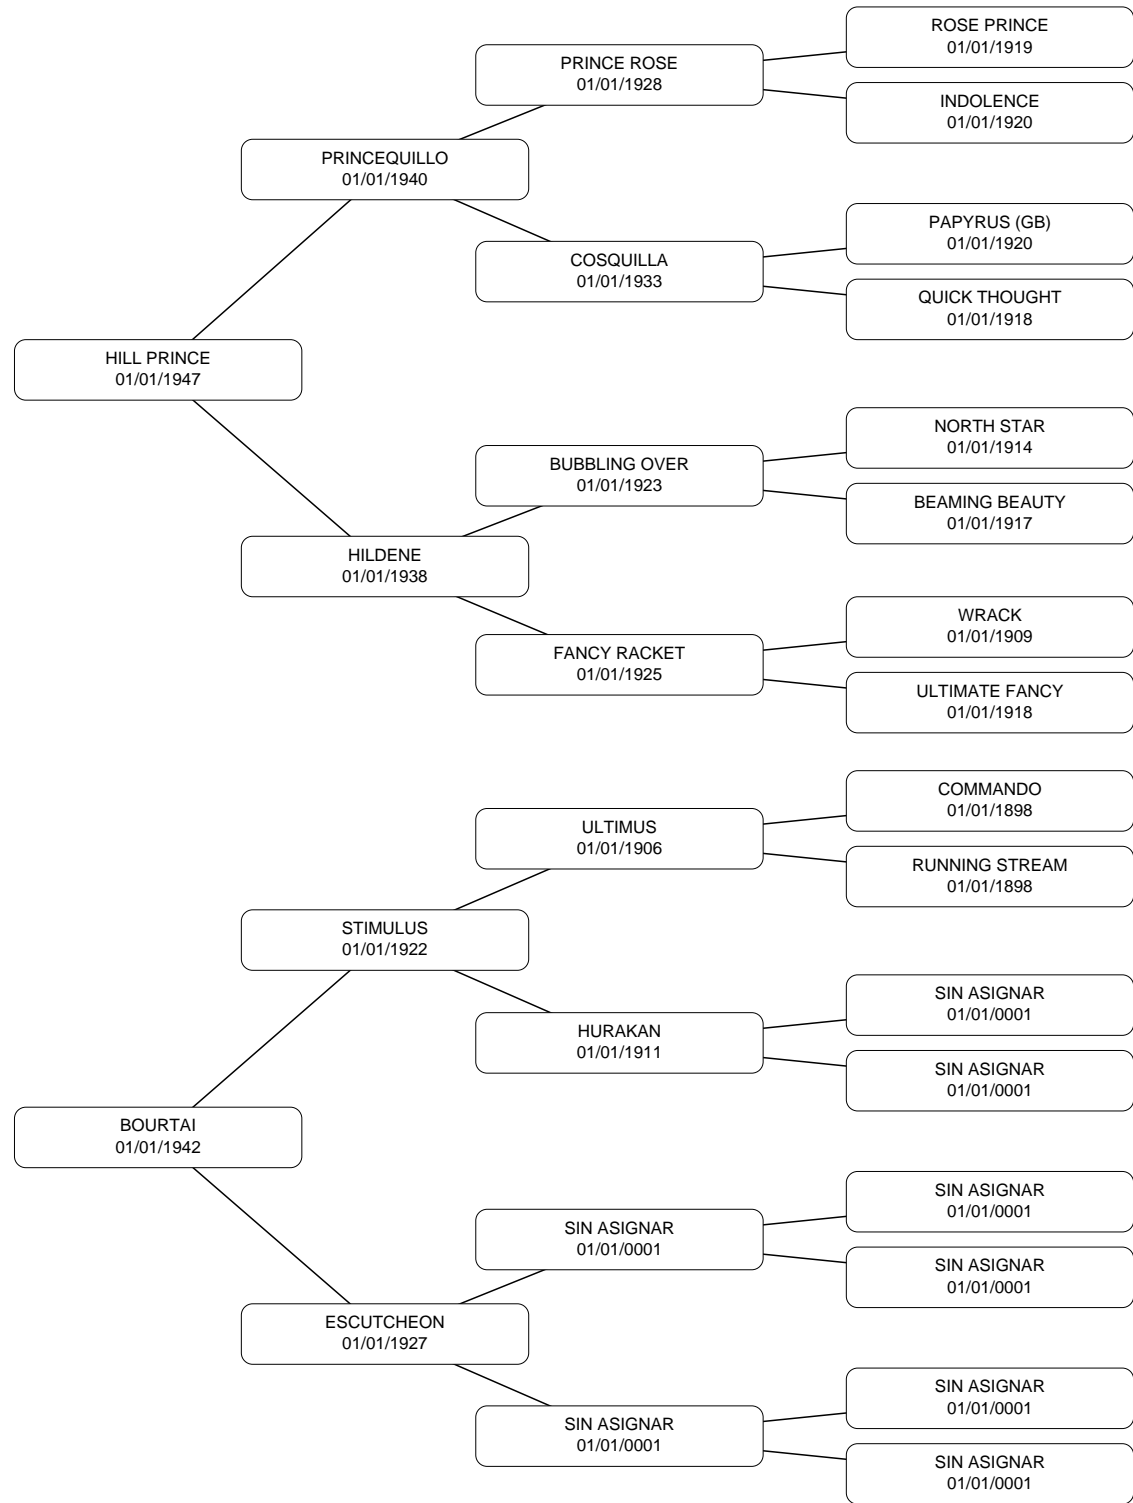 ROSE PRINCE
01/01/1919
PRINCE ROSE
01/01/1928
INDOLENCE
01/01/1920
PRINCEQUILLO
01/01/1940
PAPYRUS (GB)
01/01/1920
COSQUILLA
01/01/1933
QUICK THOUGHT
01/01/1918
HILL PRINCE
01/01/1947
NORTH STAR
01/01/1914
BUBBLING OVER
01/01/1923
BEAMING BEAUTY
01/01/1917
HILDENE
01/01/1938
WRACK
01/01/1909
FANCY RACKET
01/01/1925
ULTIMATE FANCY
01/01/1918
COMMANDO
01/01/1898
ULTIMUS
01/01/1906
RUNNING STREAM
01/01/1898
STIMULUS
01/01/1922
SIN ASIGNAR
01/01/0001
HURAKAN
01/01/1911
SIN ASIGNAR
01/01/0001
BOURTAI
01/01/1942
SIN ASIGNAR
01/01/0001
SIN ASIGNAR
01/01/0001
SIN ASIGNAR
01/01/0001
ESCUTCHEON
01/01/1927
SIN ASIGNAR
01/01/0001
SIN ASIGNAR
01/01/0001
SIN ASIGNAR
01/01/0001